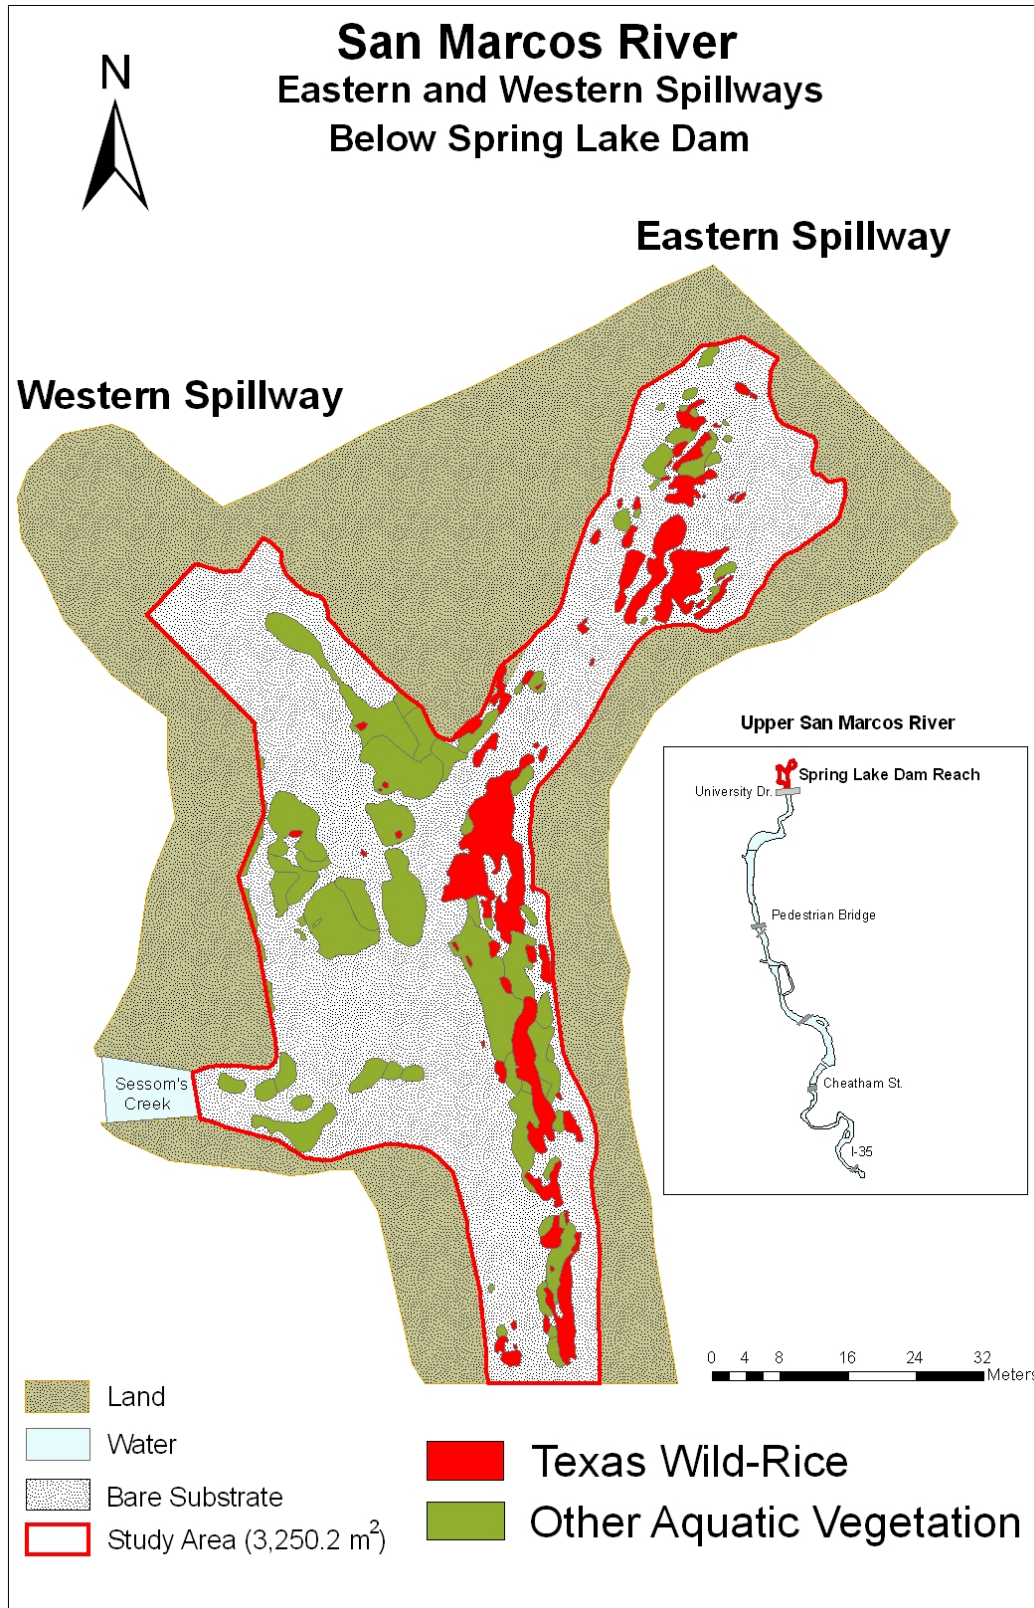 San Marcos River
Eastern and Western Spillways
Below Spring Lake Dam
N
Eastern Spillway
Western Spillway
Upper San Marcos River
Spring Lake Dam Reach
University Dr.
Pedestrian Bridge
Cheatham St.
I-35
Sessom's
Creek
0 4 8 16 24 32
Meters
Land
Water
Bare Substrate
Study Area (3,250.2 m²)
Texas Wild-Rice
Other Aquatic Vegetation